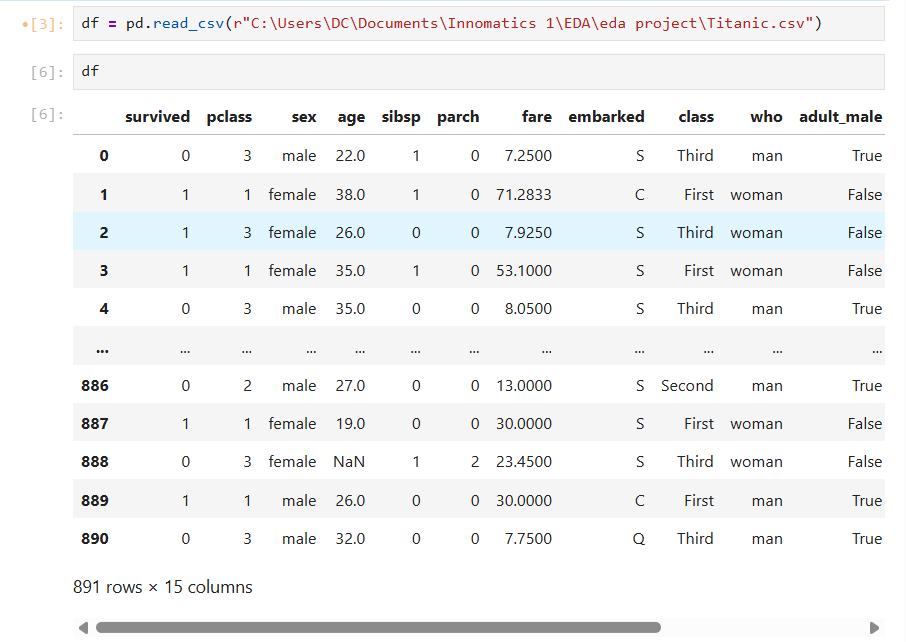 [3]: df = pd.read_csv(r"C:\Users\DC\Documents\Innomatics 1\EDA\eda project\Titanic.csv")
[6]: df
[6]:
survived pclass sex age sibsp parch fare embarked class who adult_male
0 0 3 male 22.0 1 0 7.2500 S Third man True
1 1 1 female 38.0 1 0 71.2833 C First woman False
2 1 3 female 26.0 0 0 7.9250 S Third woman False
3 1 1 female 35.0 1 0 53.1000 S First woman False
4 0 3 male 35.0 0 0 8.0500 S Third man True
... ... ... ... ... ... ... ... ... ... ... ...
886 0 2 male 27.0 0 0 13.0000 S Second man True
887 1 1 female 19.0 0 0 30.0000 S First woman False
888 0 3 female NaN 1 2 23.4500 S Third woman False
889 1 1 male 26.0 0 0 30.0000 C First man True
890 0 3 male 32.0 0 0 7.7500 Q Third man True
891 rows × 15 columns